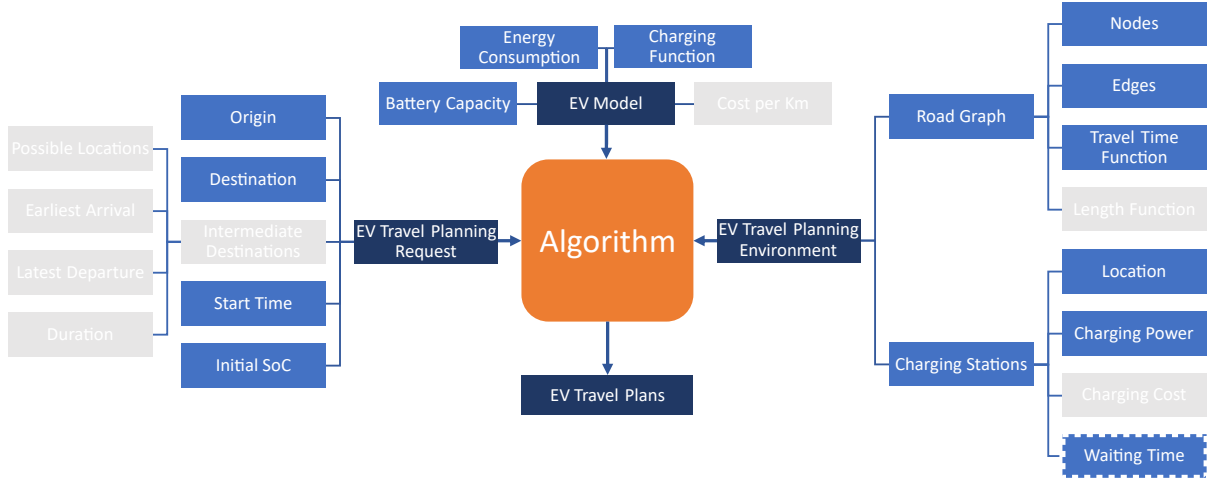 Energy
Consumption
Charging
Function
Battery Capacity
EV Model
Cost per Km
Possible Locations
Earliest Arrival
Latest Departure
Duration
Origin
Destination
Intermediate
Destinations
Start Time
Initial SoC
EV Travel Planning
Request
Algorithm
EV Travel Plans
EV Travel Planning
Environment
Road Graph
Charging Stations
Nodes
Edges
Travel Time
Function
Length Function
Location
Charging Power
Charging Cost
Waiting Time